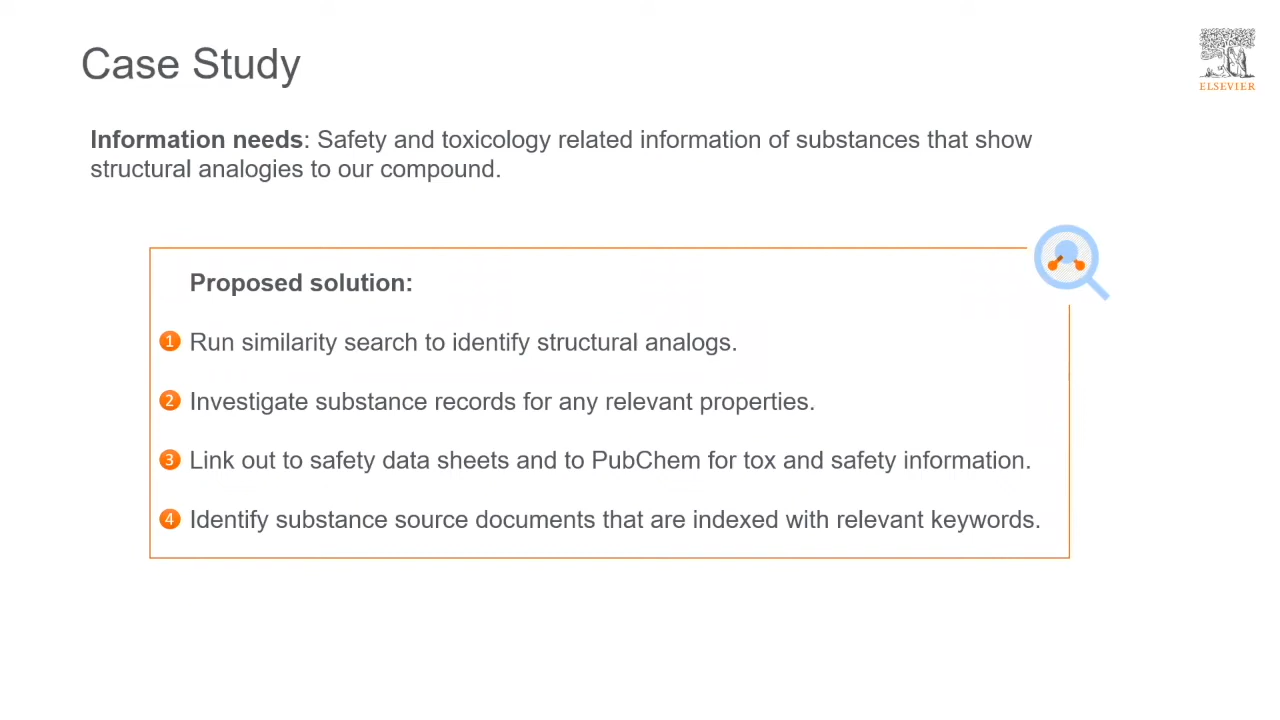 Case Study
ELSEVIER
Information needs: Safety and toxicology related information of substances that show
structural analogies to our compound.
Proposed solution:
1 Run similarity search to identify structural analogs.
2 Investigate substance records for any relevant properties.
3 Link out to safety data sheets and to PubChem for tox and safety information.
4 Identify substance source documents that are indexed with relevant keywords.